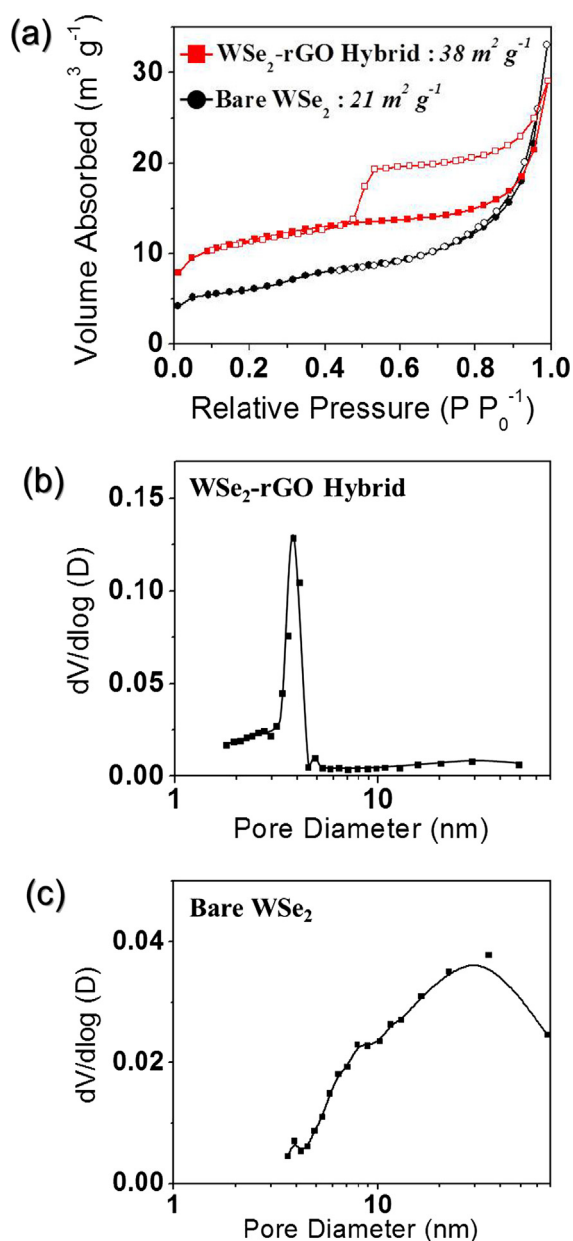 (a)
WSe₂-rGO Hybrid : 38 m² g⁻¹
Bare WSe₂ : 21 m² g⁻¹
Volume Absorbed (m³ g⁻¹)
30
20
10
0
0.0 0.2 0.4 0.6 0.8 1.0
Relative Pressure (P P₀⁻¹)
(b)
WSe₂-rGO Hybrid
dV/dlog (D)
0.15
0.10
0.05
0.00
1 10
Pore Diameter (nm)
(c)
Bare WSe₂
dV/dlog (D)
0.04
0.02
0.00
1 10
Pore Diameter (nm)